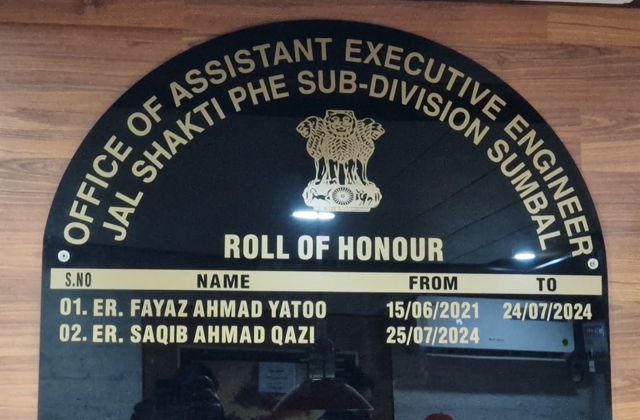 OFFICE OF ASSISTANT EXECUTIVE ENGINEER
JAL SHAKTI PHE SUB-DIVISION SUMBAL
ROLL OF HONOUR
S.NO NAME FROM TO
01. ER. FAYAZ AHMAD YATOO 15/06/2021 24/07/2024
02. ER. SAQIB AHMAD QAZI 25/07/2024